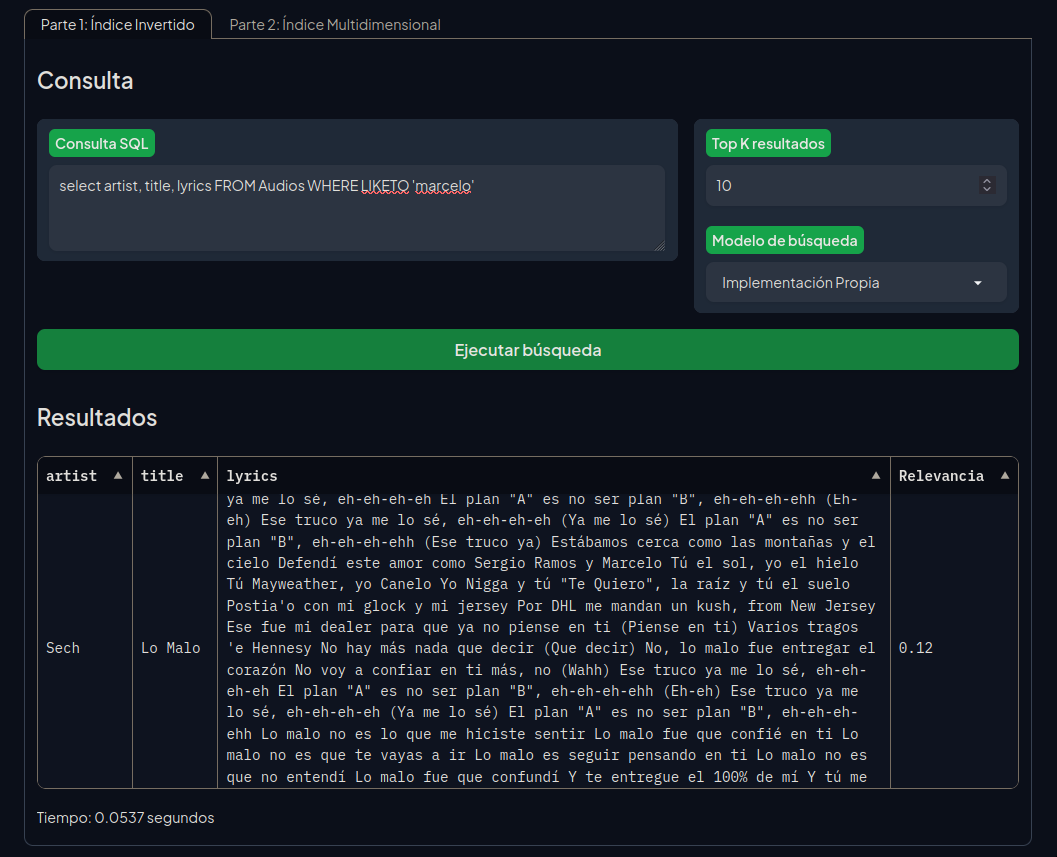 Parte 1: Índice Invertido
Parte 2: Índice Multidimensional
Consulta
Consulta SQL
select artist, title, lyrics FROM Audios WHERE LIKETO 'marcelo'
Top K resultados
10
Modelo de búsqueda
Implementación Propia
Ejecutar búsqueda
Resultados
artist ▲ title ▲ lyrics ▲ Relevancia ▲
ya me lo sé, eh-eh-eh-eh El plan "A" es no ser plan "B", eh-eh-eh-ehh (Eh-
eh) Ese truco ya me lo sé, eh-eh-eh-eh (Ya me lo sé) El plan "A" es no ser
plan "B", eh-eh-eh-ehh (Ese truco ya) Estábamos cerca como las montañas y el
cielo Defendí este amor como Sergio Ramos y Marcelo Tú el sol, yo el hielo
Tú Mayweather, yo Canelo Yo Nigga y tú "Te Quiero", la raíz y tú el suelo
Postia'o con mi glock y mi jersey Por DHL me mandan un kush, from New Jersey
Ese fue mi dealer para que ya no piense en ti (Piense en ti) Varios tragos
Sech
Lo Malo
'e Hennesy No hay más nada que decir (Que decir) No, lo malo fue entregar el
0.12
corazón No voy a confiar en ti más, no (Wahh) Ese truco ya me lo sé, eh-eh-
eh-eh El plan "A" es no ser plan "B", eh-eh-eh-ehh (Eh-eh) Ese truco ya me
lo sé, eh-eh-eh-eh (Ya me lo sé) El plan "A" es no ser plan "B", eh-eh-eh-
ehh Lo malo no es lo que me hiciste sentir Lo malo fue que confié en ti Lo
malo no es que te vayas a ir Lo malo es seguir pensando en ti Lo malo no es
que no entendí Lo malo fue que confundí Y te entregue el 100% de mí Y tú me
Tiempo: 0.0537 segundos